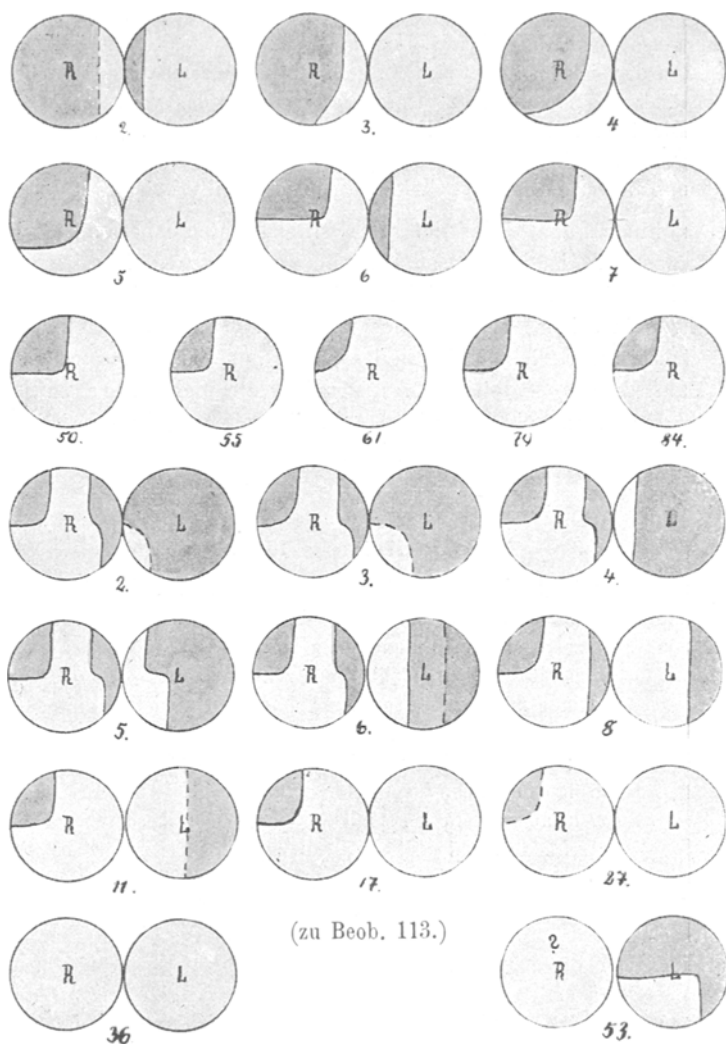 R L R L R L
2. 3. 4
R L R L R L
5 6 7
R R R R R
50. 55 61 74 84.
R L R L R L
2. 3. 4.
R L R L R L
5. 6. 8
R L R L R L
11. 17. 27.
(zu Beob. 113.)
R L ? R L
36 53.